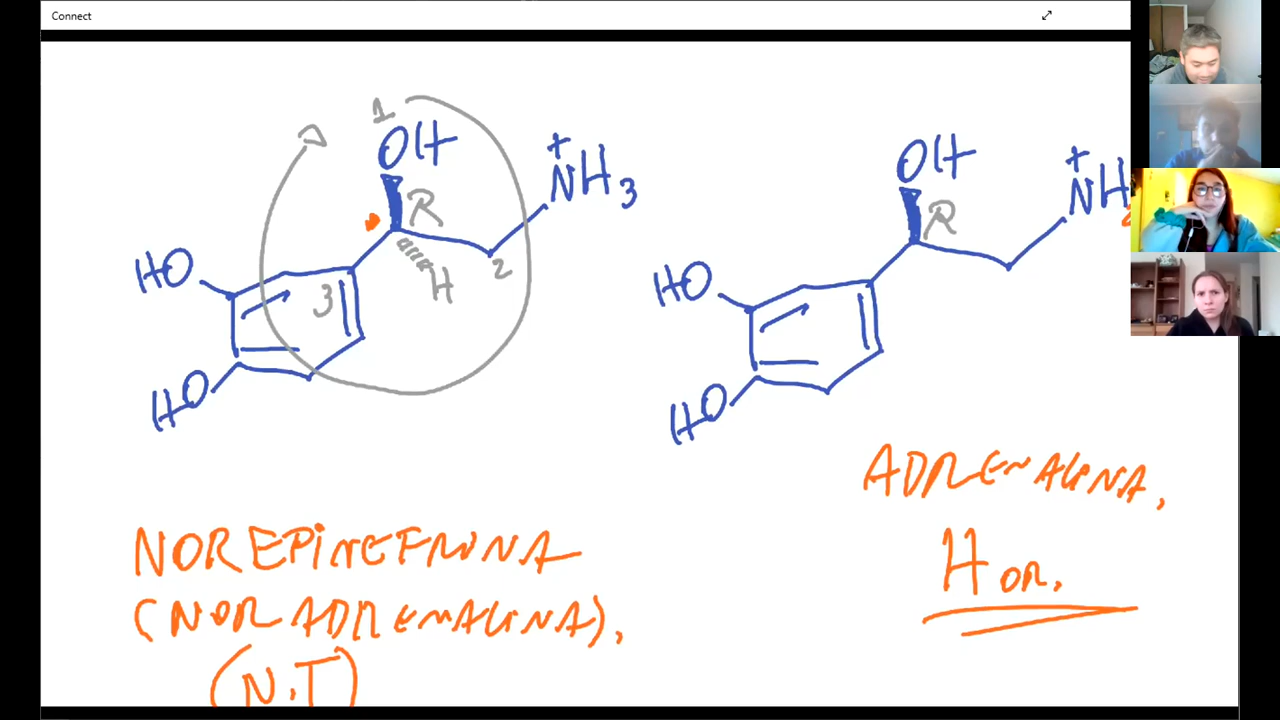 Connect
1
OH
+
NH3
R
H
2
3
HO
HO
OH
+
NH
R
HO
HO
ADRENALINA,
HOR.
NOREPINEFRINA
(NORADRENALINA),
(N.T)